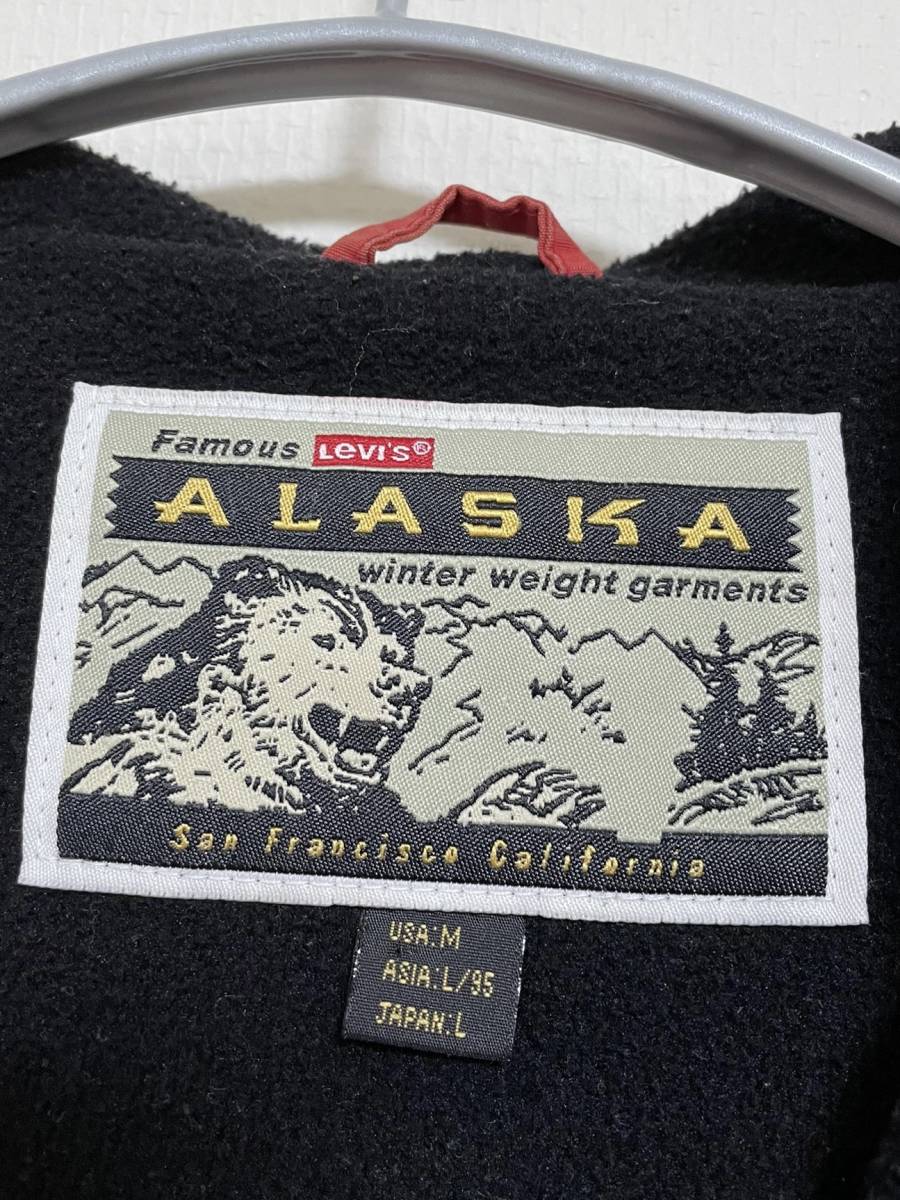 Famous Levi's®
ALASKA
winter weight garments
San Francisco California
USA:M
ASIA:L/95
JAPAN:L